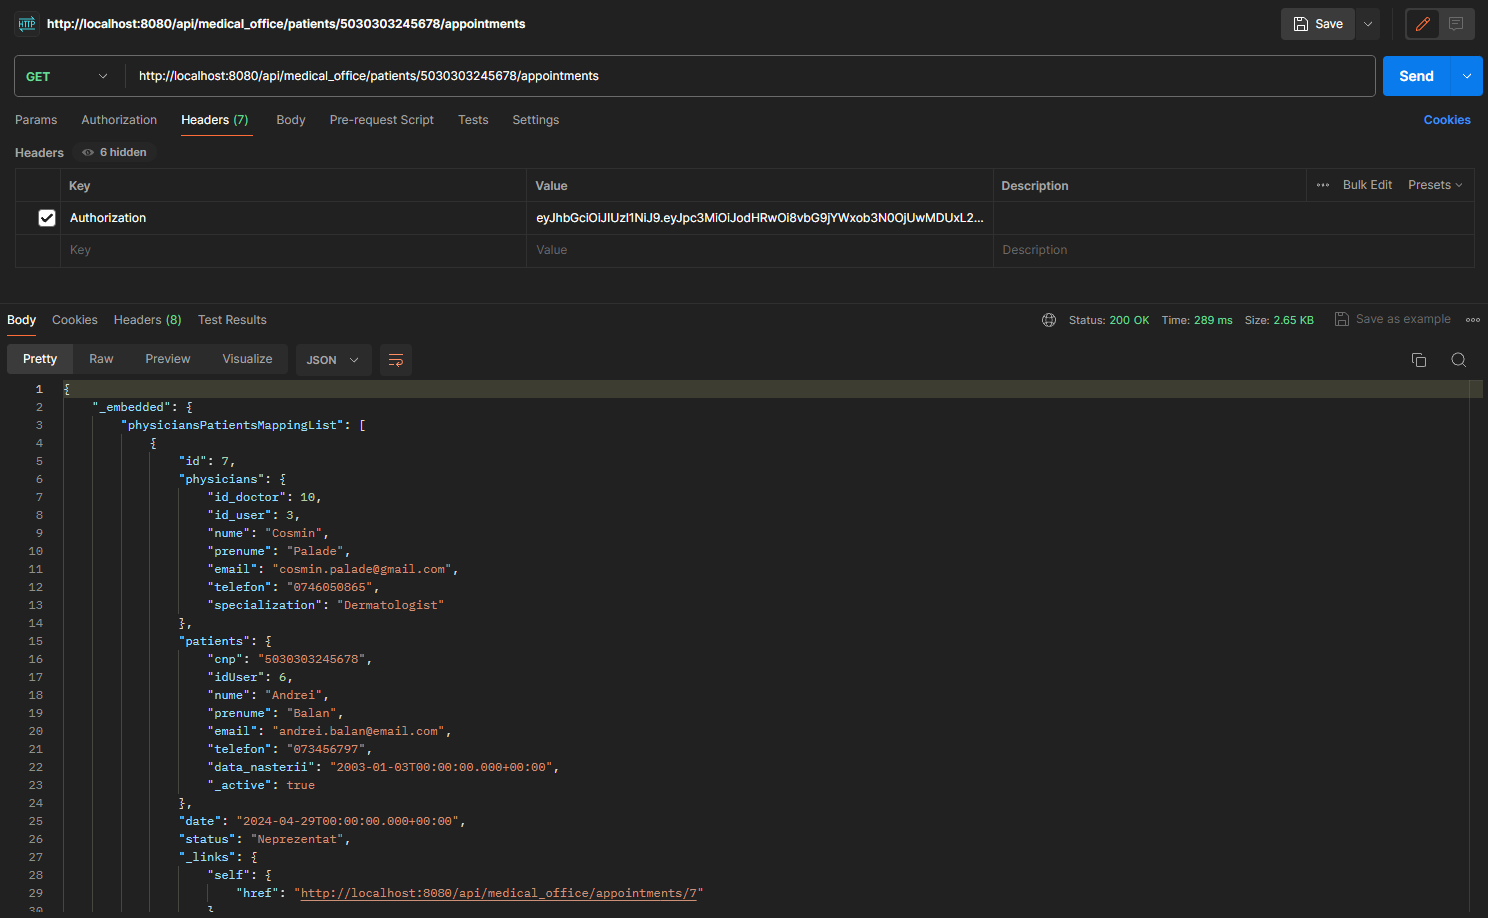 HTTP http://localhost:8080/api/medical_office/patients/5030303245678/appointments
Save
GET http://localhost:8080/api/medical_office/patients/5030303245678/appointments Send
Params Authorization Headers (7) Body Pre-request Script Tests Settings Cookies
Headers 6 hidden
Key Value Description ••• Bulk Edit Presets
Authorization eyJhbGciOiJIUzI1NiJ9.eyJpc3MiOiJodHRwOi8vbG9jYWxob3N0OjUwMDUxL2...
Key Value Description
Body Cookies Headers (8) Test Results Status: 200 OK Time: 289 ms Size: 2.65 KB Save as example
Pretty Raw Preview Visualize JSON
1 {
2 "_embedded": {
3 "physiciansPatientsMappingList": [
4 {
5 "id": 7,
6 "physicians": {
7 "id_doctor": 10,
8 "id_user": 3,
9 "nume": "Cosmin",
10 "prenume": "Palade",
11 "email": "cosmin.palade@gmail.com",
12 "telefon": "0746050865",
13 "specialization": "Dermatologist"
14 },
15 "patients": {
16 "cnp": "5030303245678",
17 "idUser": 6,
18 "nume": "Andrei",
19 "prenume": "Balan",
20 "email": "andrei.balan@email.com",
21 "telefon": "073456797",
22 "data_nasterii": "2003-01-03T00:00:00.000+00:00",
23 "_active": true
24 },
25 "date": "2024-04-29T00:00:00.000+00:00",
26 "status": "Neprezentat",
27 "_links": {
28 "self": {
29 "href": "http://localhost:8080/api/medical_office/appointments/7"
30 }